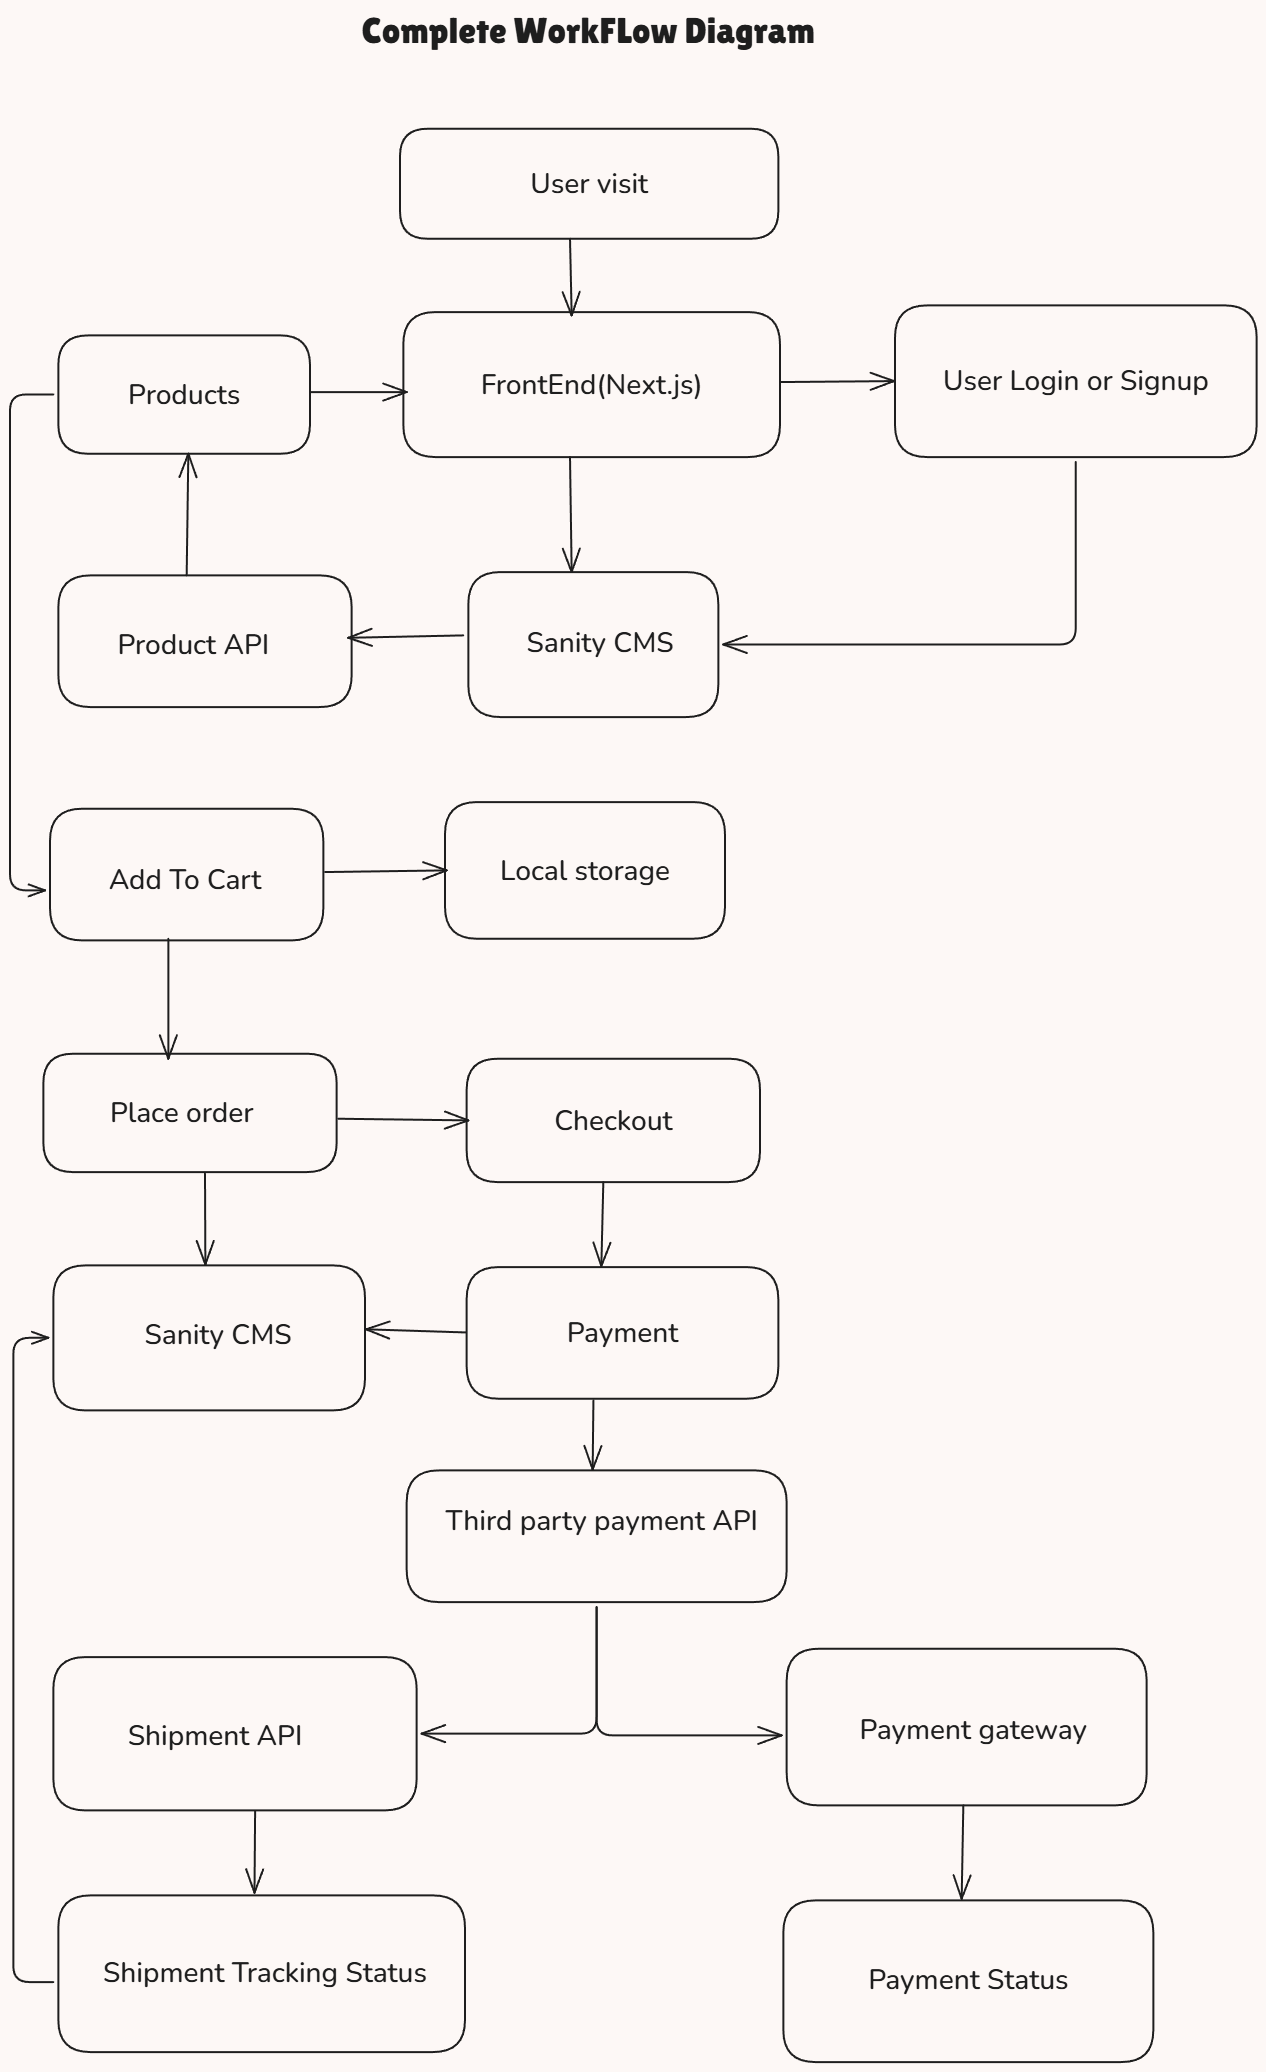 Complete WorkFLow Diagram
User visit
Products
FrontEnd(Next.js)
User Login or Signup
Product API
Sanity CMS
Add To Cart
Local storage
Place order
Checkout
Sanity CMS
Payment
Third party payment API
Shipment API
Payment gateway
Shipment Tracking Status
Payment Status